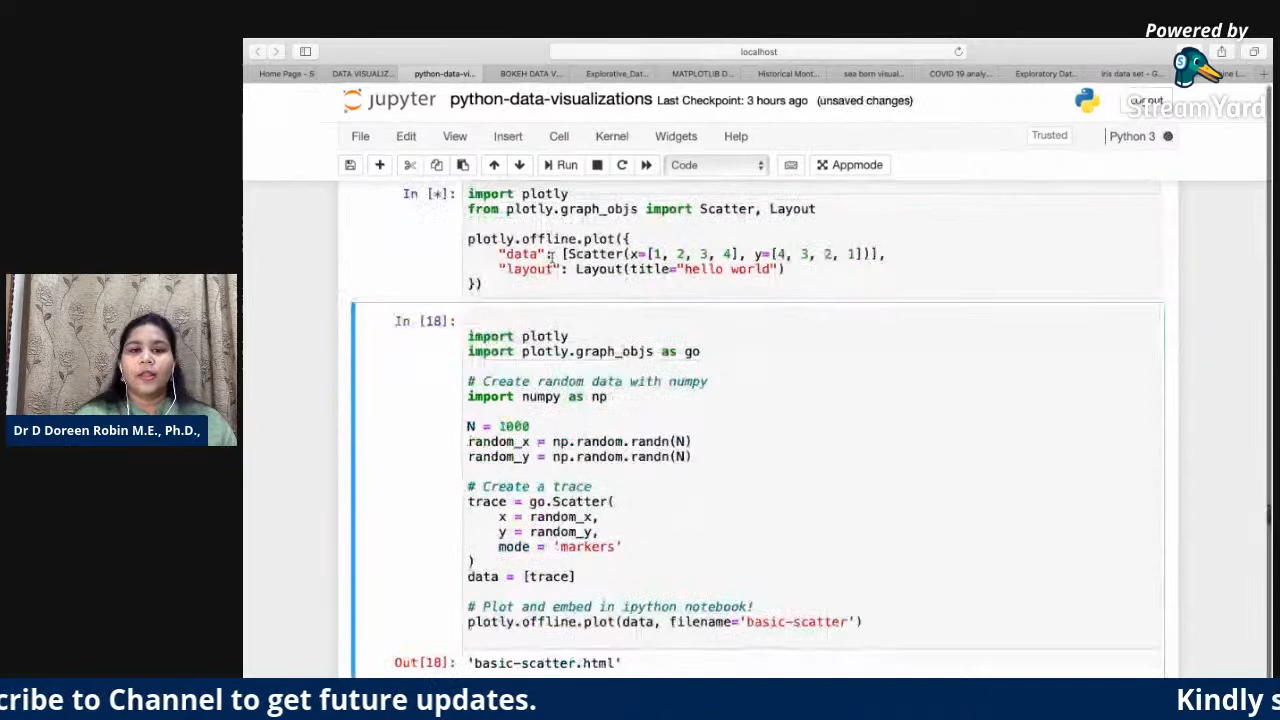 Powered by
StreamYard
localhost
Home Page - S
DATA VISUALIZ...
python-data-vi...
BOKEH DATA V...
Explorative_Dat...
MATPLOTLIB D...
Historical Mont...
sea born visual...
COVID 19 analy...
Exploratory Dat...
Iris data set - G...
jupyter python-data-visualizations Last Checkpoint: 3 hours ago (unsaved changes)
File Edit View Insert Cell Kernel Widgets Help
Trusted
Python 3
Run
Code
Appmode
In [*]: import plotly
from plotly.graph_objs import Scatter, Layout
plotly.offline.plot({
"data": [Scatter(x=[1, 2, 3, 4], y=[4, 3, 2, 1])],
"layout": Layout(title="hello world")
})
In [18]:
import plotly
import plotly.graph_objs as go
# Create random data with numpy
import numpy as np
N = 1000
random_x = np.random.randn(N)
random_y = np.random.randn(N)
# Create a trace
trace = go.Scatter(
x = random_x,
y = random_y,
mode = 'markers'
)
data = [trace]
# Plot and embed in ipython notebook!
plotly.offline.plot(data, filename='basic-scatter')
Out[18]: 'basic-scatter.html'
Dr D Doreen Robin M.E., Ph.D.,
cribe to Channel to get future updates.
Kindly s